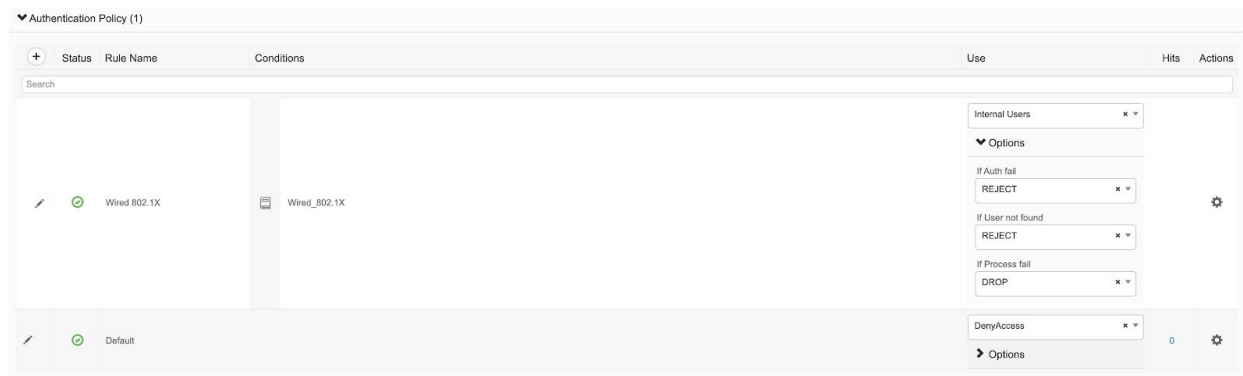 Authentication Policy (1)
+ Status Rule Name Conditions Use Hits Actions
Search
Wired 802.1X Wired_802.1X Internal Users
Options
If Auth fail
REJECT
If User not found
REJECT
If Process fail
DROP
Default DenyAccess 0
Options